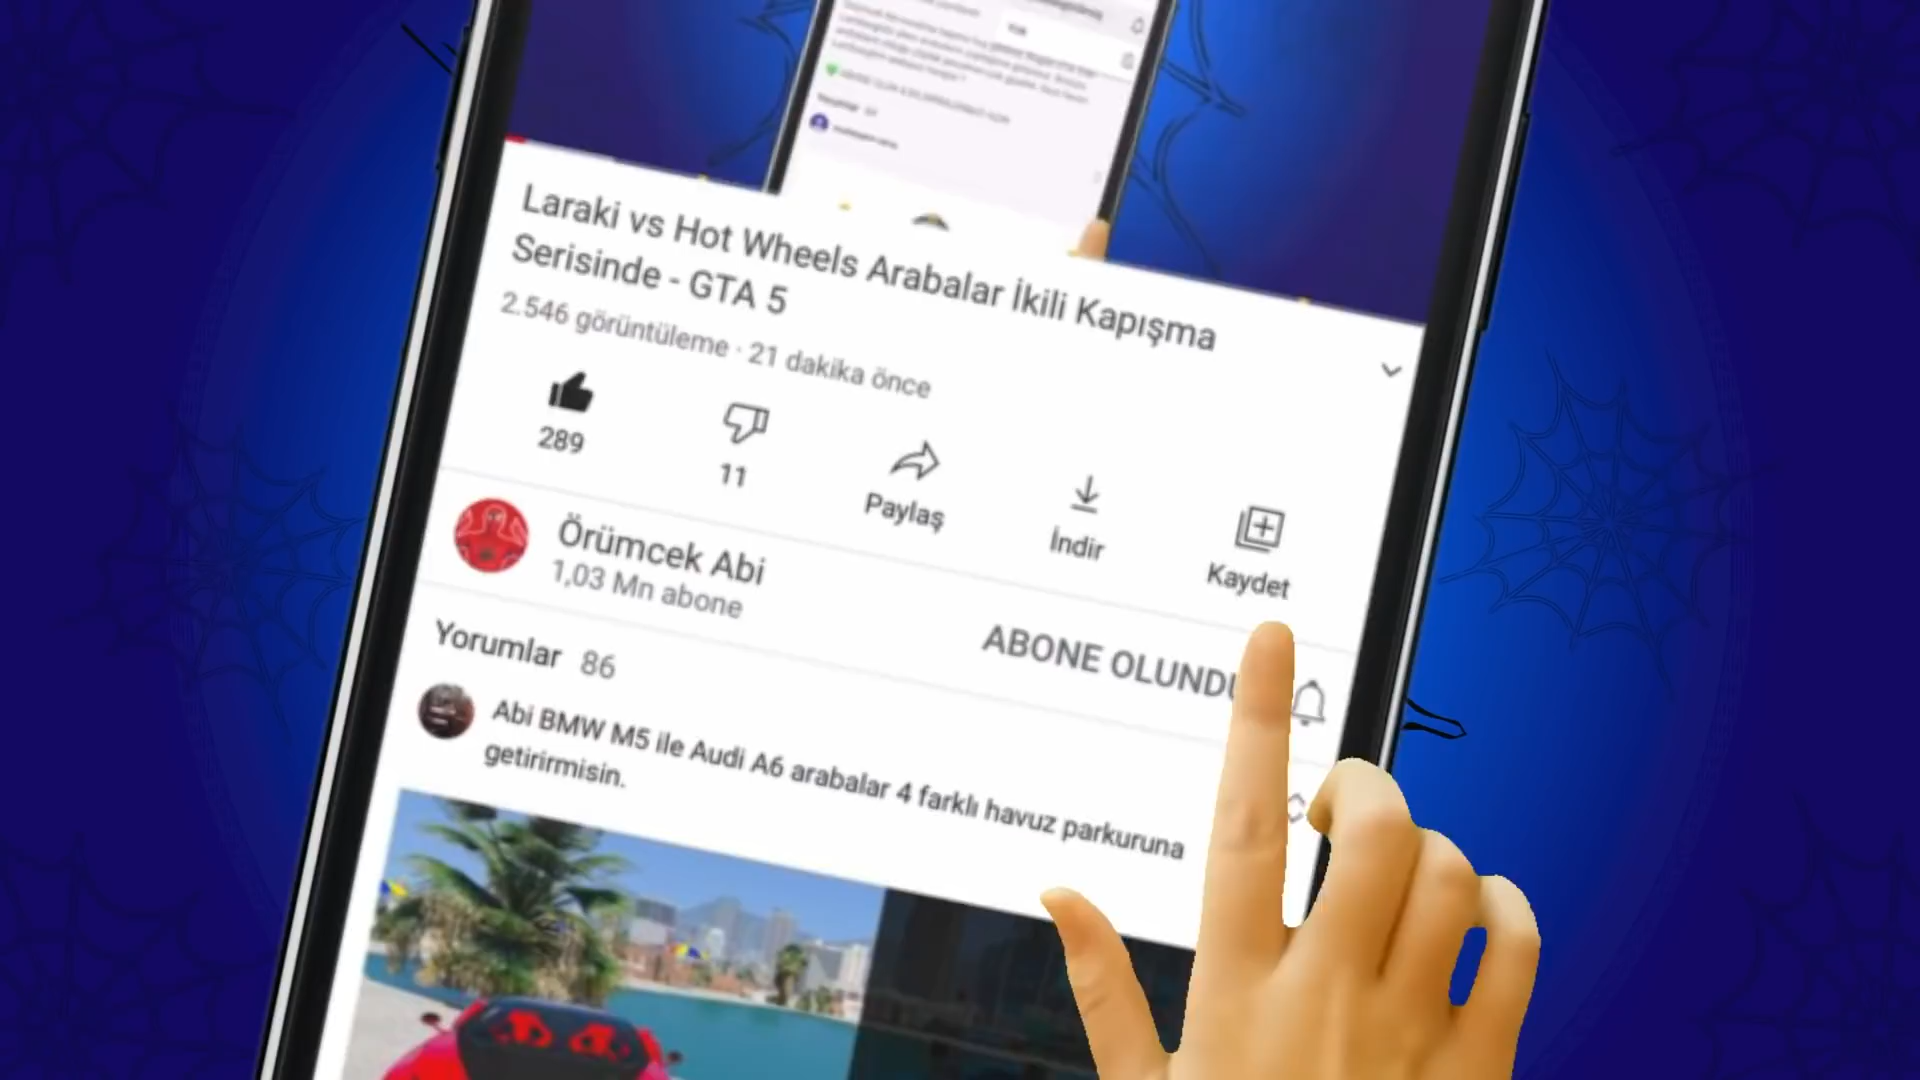 Laraki vs Hot Wheels Arabalar İkili Kapışma
Serisinde - GTA 5
2.546 görüntüleme · 21 dakika önce
289
11
Paylaş
İndir
Kaydet
Örümcek Abi
1,03 Mn abone
ABONE OLUNDU
Yorumlar 86
Abi BMW M5 ile Audi A6 arabalar 4 farklı havuz parkuruna
getirirmisin.